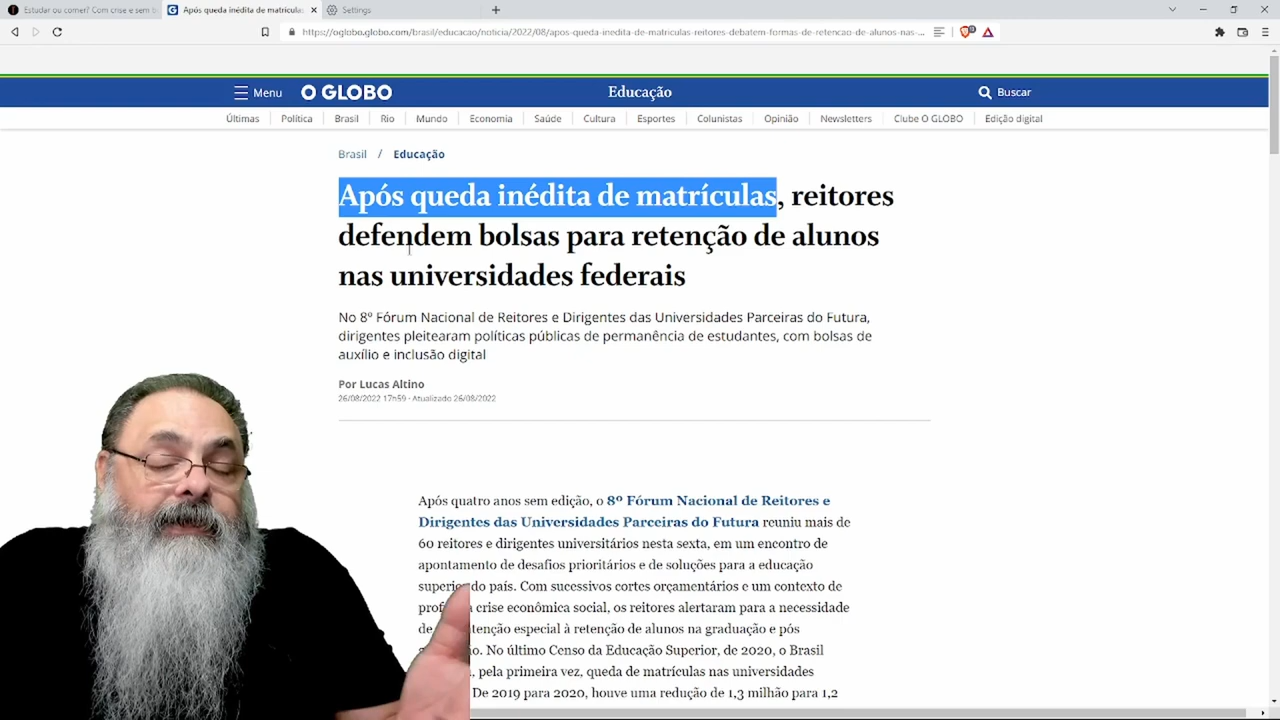 Estudar ou comer? Com crise e sem b
Após queda inédita de matrículas
Settings
https://oglobo.globo.com/brasil/educacao/noticia/2022/08/apos-queda-inedita-de-matriculas-reitores-debatem-formas-de-retencao-de-alunos-nas-...
Menu
O GLOBO
Educação
Buscar
Últimas
Política
Brasil
Rio
Mundo
Economia
Saúde
Cultura
Esportes
Colunistas
Opinião
Newsletters
Clube O GLOBO
Edição digital
Brasil / Educação
Após queda inédita de matrículas, reitores
defendem bolsas para retenção de alunos
nas universidades federais
No 8º Fórum Nacional de Reitores e Dirigentes das Universidades Parceiras do Futura,
dirigentes pleitearam políticas públicas de permanência de estudantes, com bolsas de
auxílio e inclusão digital
Por Lucas Altino
26/08/2022 17h59 · Atualizado 26/08/2022
Após quatro anos sem edição, o 8º Fórum Nacional de Reitores e
Dirigentes das Universidades Parceiras do Futura reuniu mais de
60 reitores e dirigentes universitários nesta sexta, em um encontro de
apontamento de desafios prioritários e de soluções para a educação
superior do país. Com sucessivos cortes orçamentários e um contexto de
crise econômica social, os reitores alertaram para a necessidade
de especial à retenção de alunos na graduação e pós
No último Censo da Educação Superior, de 2020, o Brasil
pela primeira vez, queda de matrículas nas universidades
De 2019 para 2020, houve uma redução de 1,3 milhão para 1,2